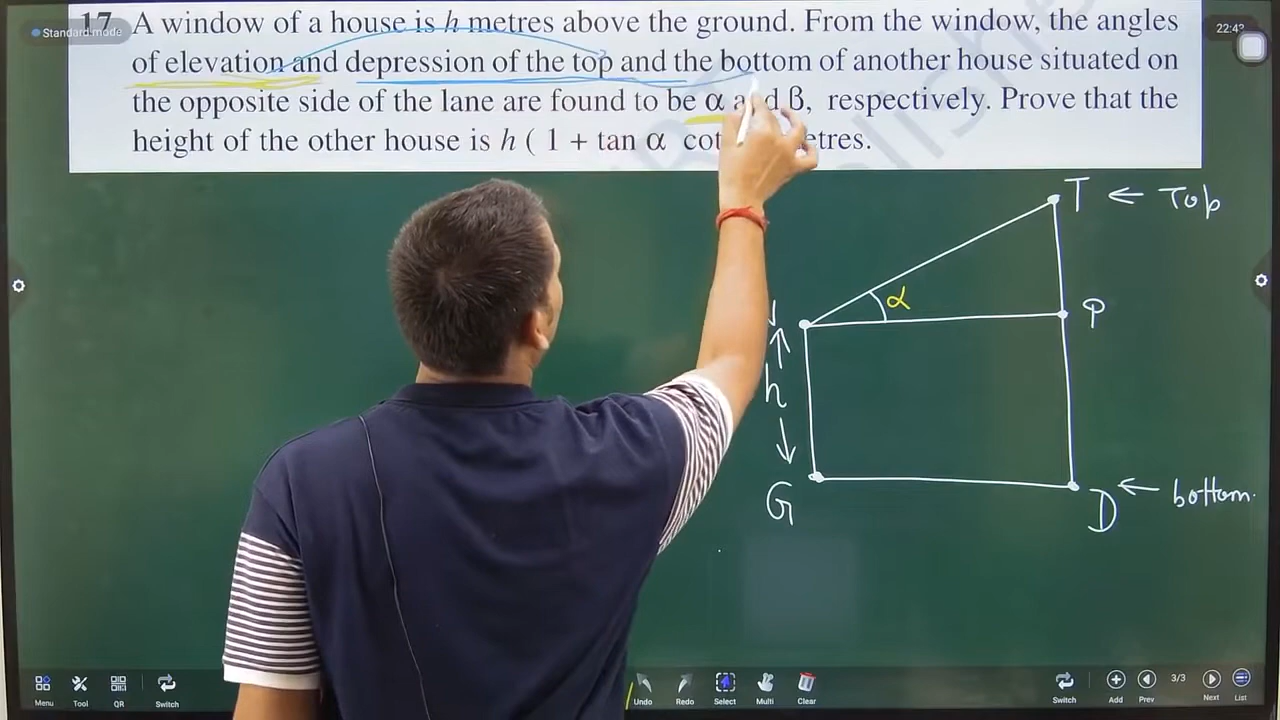 17 A window of a house is h metres above the ground. From the window, the angles
of elevation and depression of the top and the bottom of another house situated on
the opposite side of the lane are found to be α and β, respectively. Prove that the
height of the other house is h ( 1 + tan α cot etres.
Standard mode
22:4
T ← Top
α
P
h
G
D ← bottom.
Menu Tool QR Switch Undo Redo Select Multi Clear Switch Add Prev 3/3 Next List